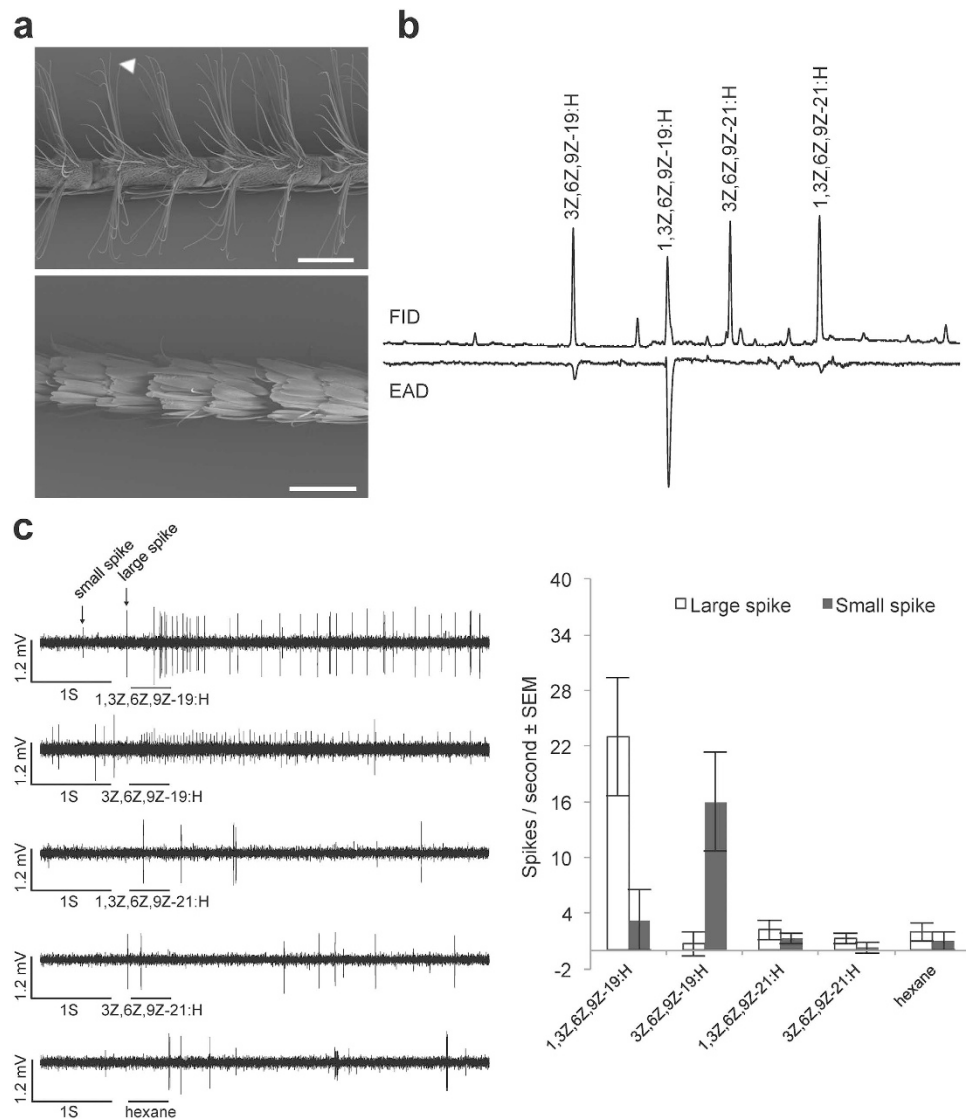 a
b
3Z,6Z,9Z-19:H
1,3Z,6Z,9Z-19:H
3Z,6Z,9Z-21:H
1,3Z,6Z,9Z-21:H
FID
EAD
c
small spike
large spike
1.2 mV
1S
1,3Z,6Z,9Z-19:H
1.2 mV
1S
3Z,6Z,9Z-19:H
1.2 mV
1S
1,3Z,6Z,9Z-21:H
1.2 mV
1S
3Z,6Z,9Z-21:H
1.2 mV
1S
hexane
Spikes / second ± SEM
40
34
28
22
16
10
4
-2
Large spike
Small spike
1,3Z,6Z,9Z-19:H
3Z,6Z,9Z-19:H
1,3Z,6Z,9Z-21:H
3Z,6Z,9Z-21:H
hexane